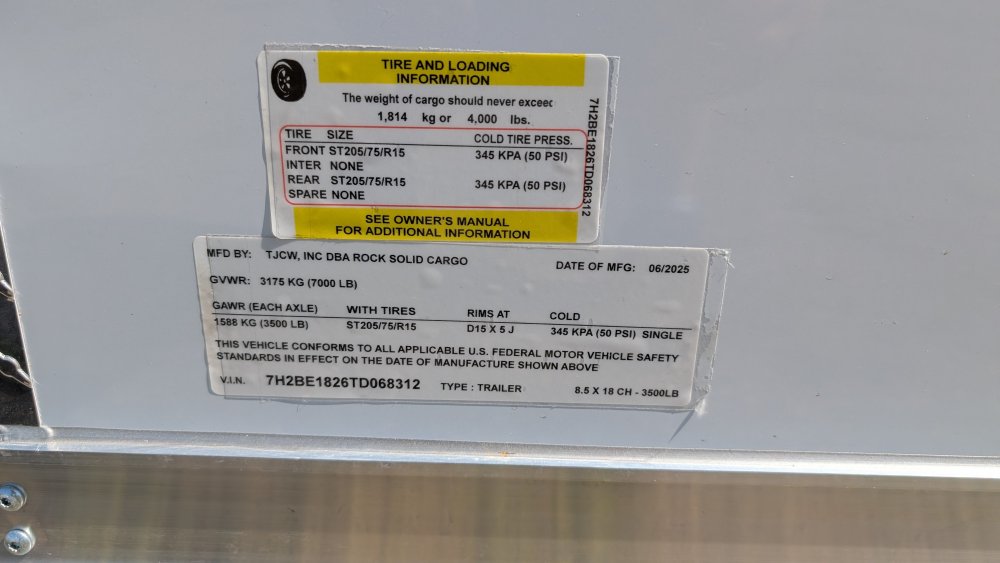 TIRE AND LOADING
INFORMATION
The weight of cargo should never exceed
1,814 kg or 4,000 lbs.
TIRE SIZE COLD TIRE PRESS.
FRONT ST205/75/R15 345 KPA (50 PSI)
INTER NONE
REAR ST205/75/R15 345 KPA (50 PSI)
SPARE NONE
SEE OWNER'S MANUAL
FOR ADDITIONAL INFORMATION
7H2BE1826TD068312
MFD BY: TJCW, INC DBA ROCK SOLID CARGO DATE OF MFG: 06/2025
GVWR: 3175 KG (7000 LB)
GAWR (EACH AXLE) WITH TIRES RIMS AT COLD
1588 KG (3500 LB) ST205/75/R15 D15 X 5 J 345 KPA (50 PSI) SINGLE
THIS VEHICLE CONFORMS TO ALL APPLICABLE U.S. FEDERAL MOTOR VEHICLE SAFETY
STANDARDS IN EFFECT ON THE DATE OF MANUFACTURE SHOWN ABOVE
V.I.N. 7H2BE1826TD068312 TYPE : TRAILER 8.5 X 18 CH - 3500LB